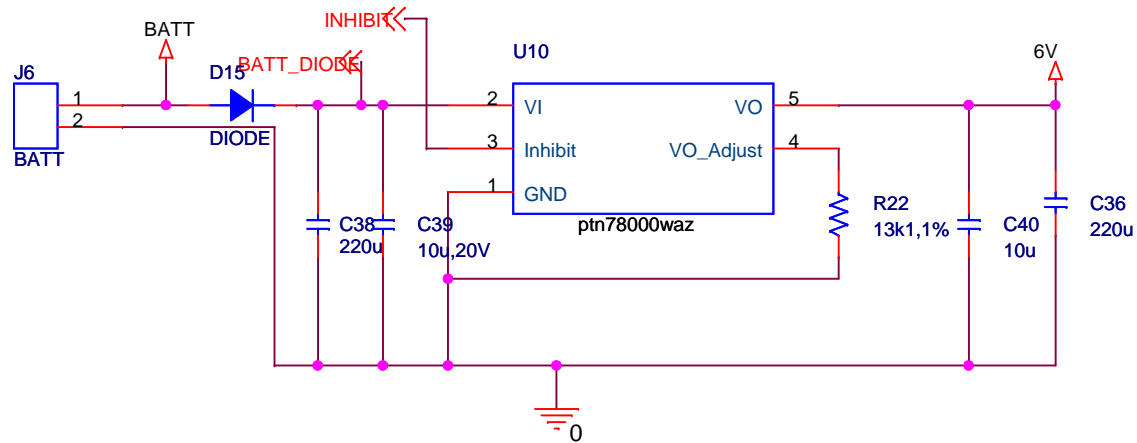 INHIBIT
BATT
U10
6V
J6
D15
BATT_DIODE
1
2
VI
VO
5
2
DIODE
BATT
3
Inhibit
VO_Adjust
4
1
GND
R22
13k1,1%
C36
220u
C38
220u
C39
10u,20V
ptn78000waz
C40
10u
0